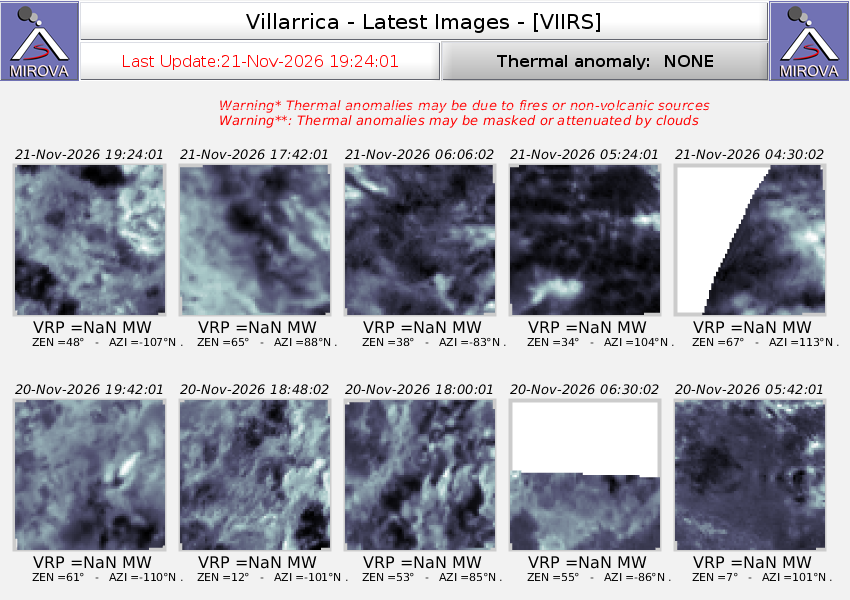 Villarrica - Latest Images - [VIIRS]
MIROVA
Last Update:21-Nov-2026 19:24:01
Thermal anomaly: NONE
MIROVA
Warning* Thermal anomalies may be due to fires or non-volcanic sources
Warning**: Thermal anomalies may be masked or attenuated by clouds
21-Nov-2026 19:24:01 21-Nov-2026 17:42:01 21-Nov-2026 06:06:02 21-Nov-2026 05:24:01 21-Nov-2026 04:30:02
VRP =NaN MW VRP =NaN MW VRP =NaN MW VRP =NaN MW VRP =NaN MW
ZEN =48° - AZI =-107°N . ZEN =65° - AZI =88°N . ZEN =38° - AZI =-83°N . ZEN =34° - AZI =104°N . ZEN =67° - AZI =113°N .
20-Nov-2026 19:42:01 20-Nov-2026 18:48:02 20-Nov-2026 18:00:01 20-Nov-2026 06:30:02 20-Nov-2026 05:42:01
VRP =NaN MW VRP =NaN MW VRP =NaN MW VRP =NaN MW VRP =NaN MW
ZEN =61° - AZI =-110°N . ZEN =12° - AZI =-101°N . ZEN =53° - AZI =85°N . ZEN =55° - AZI =-86°N . ZEN =7° - AZI =101°N .